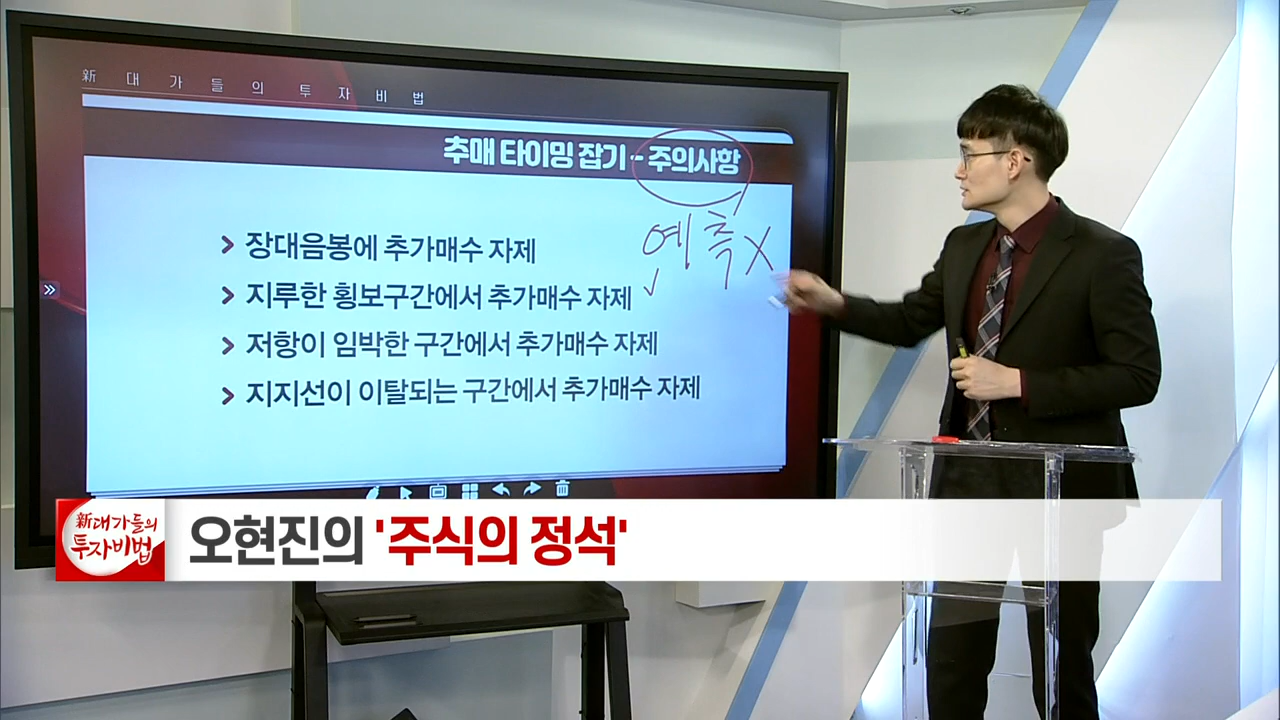 新 대 가 들 의 투 자 비 법
추매 타이밍 잡기 - 주의사항
예측X
장대음봉에 추가매수 자제
지루한 횡보구간에서 추가매수 자제
저항이 임박한 구간에서 추가매수 자제
지지선이 이탈되는 구간에서 추가매수 자제
新대가들의
투자비법
오현진의 '주식의 정석'